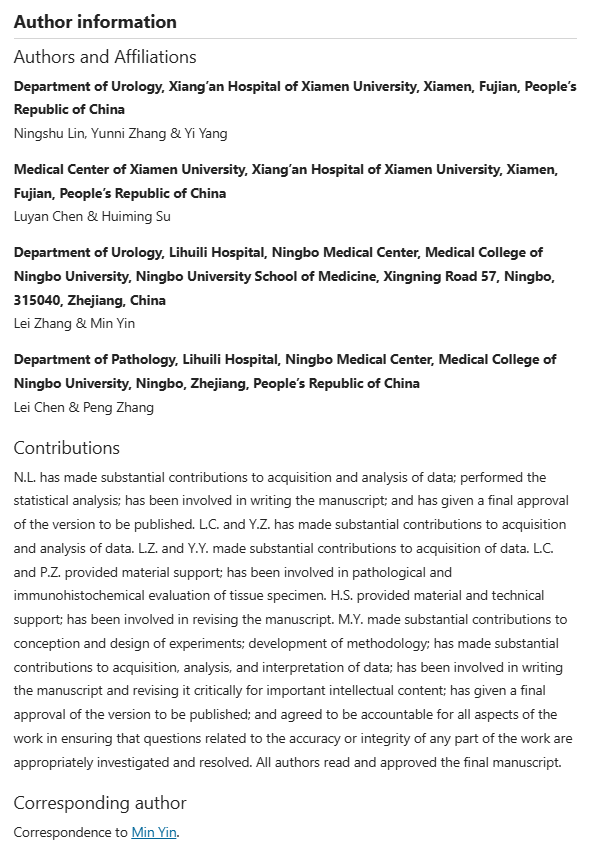 Author information
Authors and Affiliations
Department of Urology, Xiang’an Hospital of Xiamen University, Xiamen, Fujian, People’s
Republic of China
Ningshu Lin, Yunni Zhang & Yi Yang
Medical Center of Xiamen University, Xiang’an Hospital of Xiamen University, Xiamen,
Fujian, People’s Republic of China
Luyan Chen & Huiming Su
Department of Urology, Lihuili Hospital, Ningbo Medical Center, Medical College of
Ningbo University, Ningbo University School of Medicine, Xingning Road 57, Ningbo,
315040, Zhejiang, China
Lei Zhang & Min Yin
Department of Pathology, Lihuili Hospital, Ningbo Medical Center, Medical College of
Ningbo University, Ningbo, Zhejiang, People’s Republic of China
Lei Chen & Peng Zhang
Contributions
N.L. has made substantial contributions to acquisition and analysis of data; performed the
statistical analysis; has been involved in writing the manuscript; and has given a final approval
of the version to be published. L.C. and Y.Z. has made substantial contributions to acquisition
and analysis of data. L.Z. and Y.Y. made substantial contributions to acquisition of data. L.C.
and P.Z. provided material support; has been involved in pathological and
immunohistochemical evaluation of tissue specimen. H.S. provided material and technical
support; has been involved in revising the manuscript. M.Y. made substantial contributions to
conception and design of experiments; development of methodology; has made substantial
contributions to acquisition, analysis, and interpretation of data; has been involved in writing
the manuscript and revising it critically for important intellectual content; has given a final
approval of the version to be published; and agreed to be accountable for all aspects of the
work in ensuring that questions related to the accuracy or integrity of any part of the work are
appropriately investigated and resolved. All authors read and approved the final manuscript.
Corresponding author
Correspondence to Min Yin.